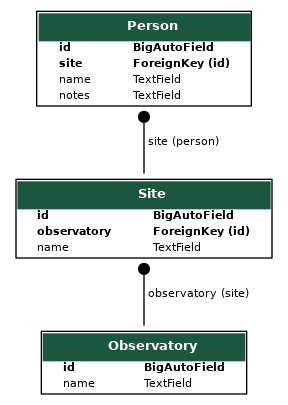 Person
id BigAutoField
site ForeignKey (id)
name TextField
notes TextField
site (person)
Site
id BigAutoField
observatory ForeignKey (id)
name TextField
observatory (site)
Observatory
id BigAutoField
name TextField